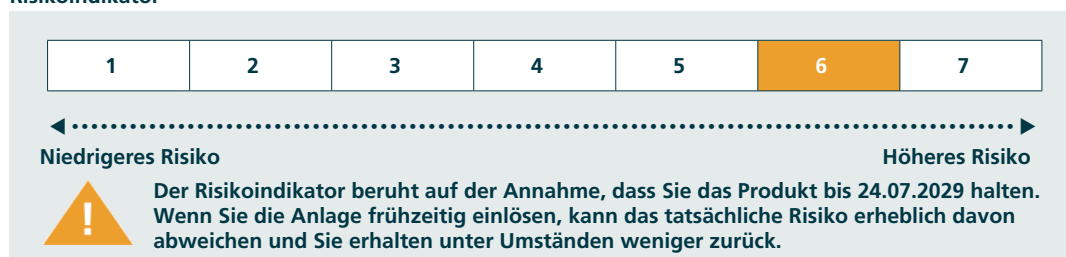 Risikoindikator
1 2 3 4 5 6 7
Niedrigeres Risiko Höheres Risiko
! Der Risikoindikator beruht auf der Annahme, dass Sie das Produkt bis 24.07.2029 halten.
Wenn Sie die Anlage frühzeitig einlösen, kann das tatsächliche Risiko erheblich davon
abweichen und Sie erhalten unter Umständen weniger zurück.